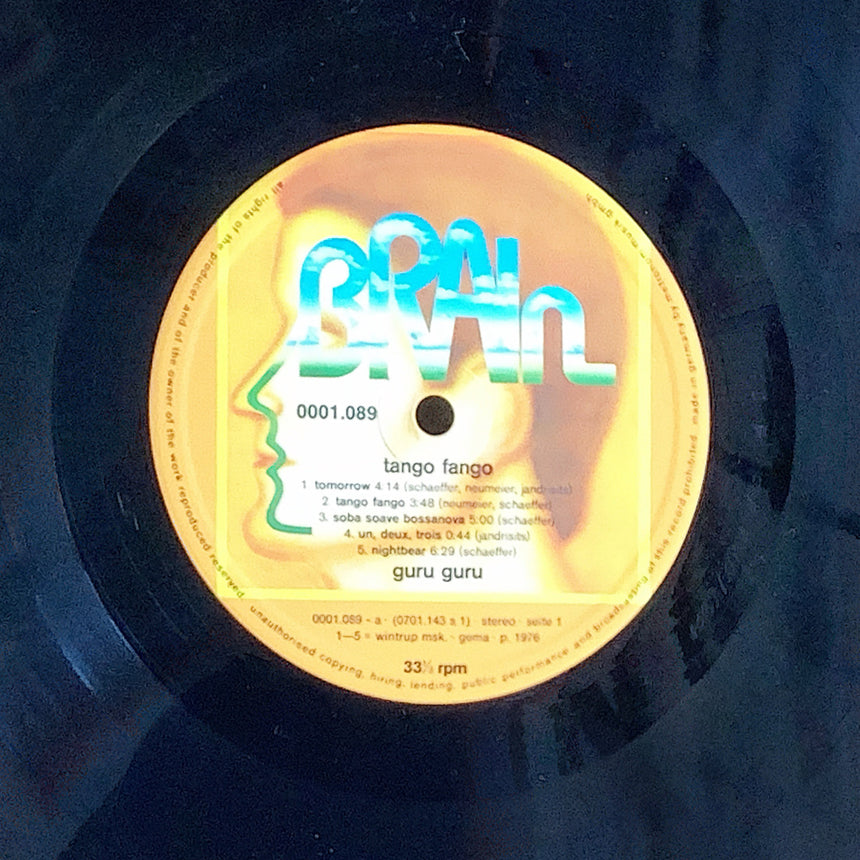 BRAIn
0001.089
tango fango
1 tomorrow 4:14 (schaeffer, neumeier, jandrisits)
2. tango fango 3:48 (neumeier, schaeffer)
3. soba soave bossanova 5:00 (schaeffer)
4. un, deux, trois 0:44 (jandrisits)
5. nightbear 6:29 (schaeffer)
guru guru
0001.089 - a · (0701.143 s 1) · stereo · seite 1
1—5 = wintrup msk. - gema · p. 1976
33⅓ rpm
all rights of the producer and of the owner of the work reproduced reserved. unauthorised copying, hiring, lending, public performance and broadcasting of this record prohibited. made in germany by metronome musik gmbh.